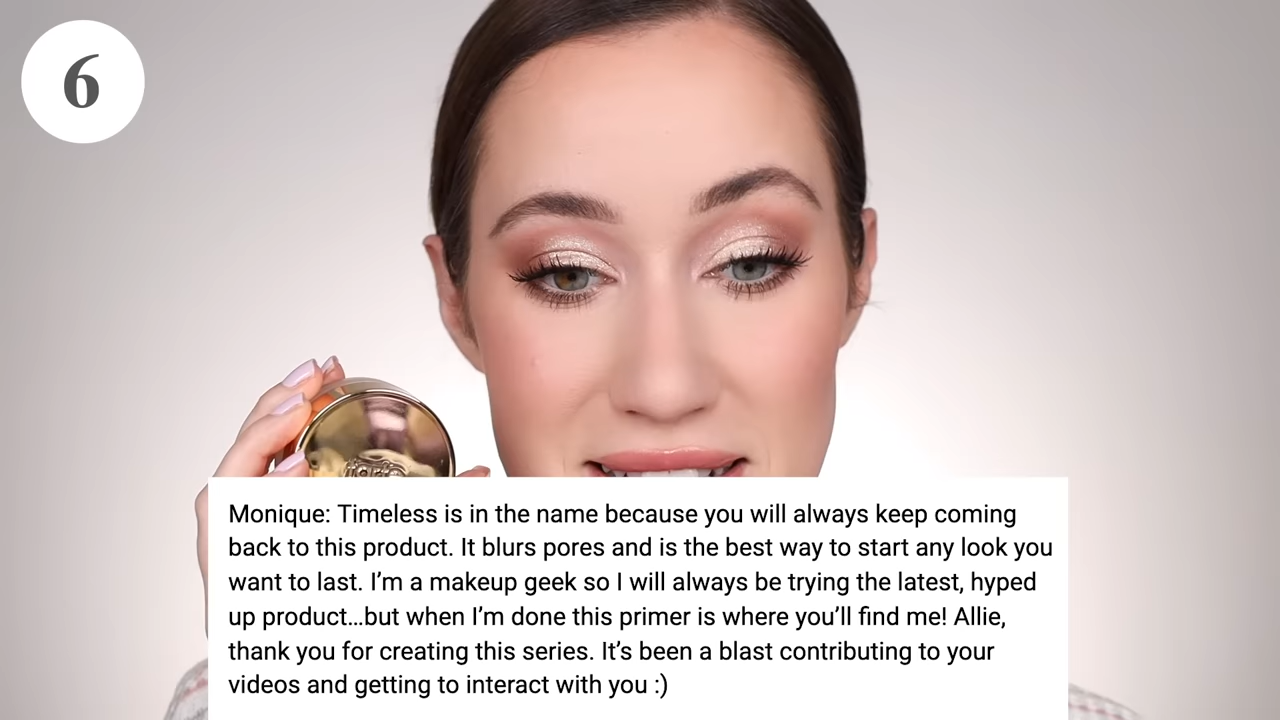 6
Monique: Timeless is in the name because you will always keep coming
back to this product. It blurs pores and is the best way to start any look you
want to last. I’m a makeup geek so I will always be trying the latest, hyped
up product…but when I’m done this primer is where you’ll find me! Allie,
thank you for creating this series. It’s been a blast contributing to your
videos and getting to interact with you :)